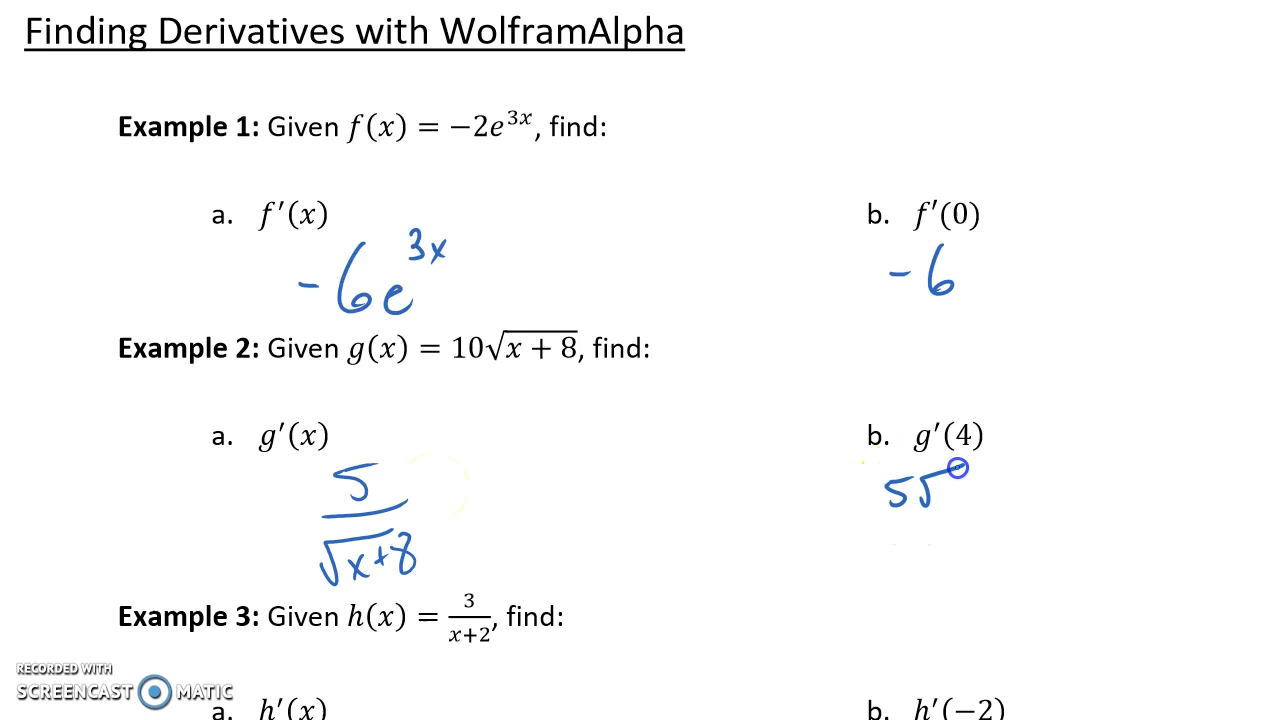 Finding Derivatives with WolframAlpha
Example 1: Given f(x) = −2e^{3x}, find:
a. f′(x)
b. f′(0)
-6e^{3x}
-6
Example 2: Given g(x) = 10√(x + 8), find:
a. g′(x)
b. g′(4)
5/√(x+8)
5√
Example 3: Given h(x) = 3/(x+2), find:
RECORDED WITH
SCREENCAST MATIC
a. h′(x)
b. h′(−2)